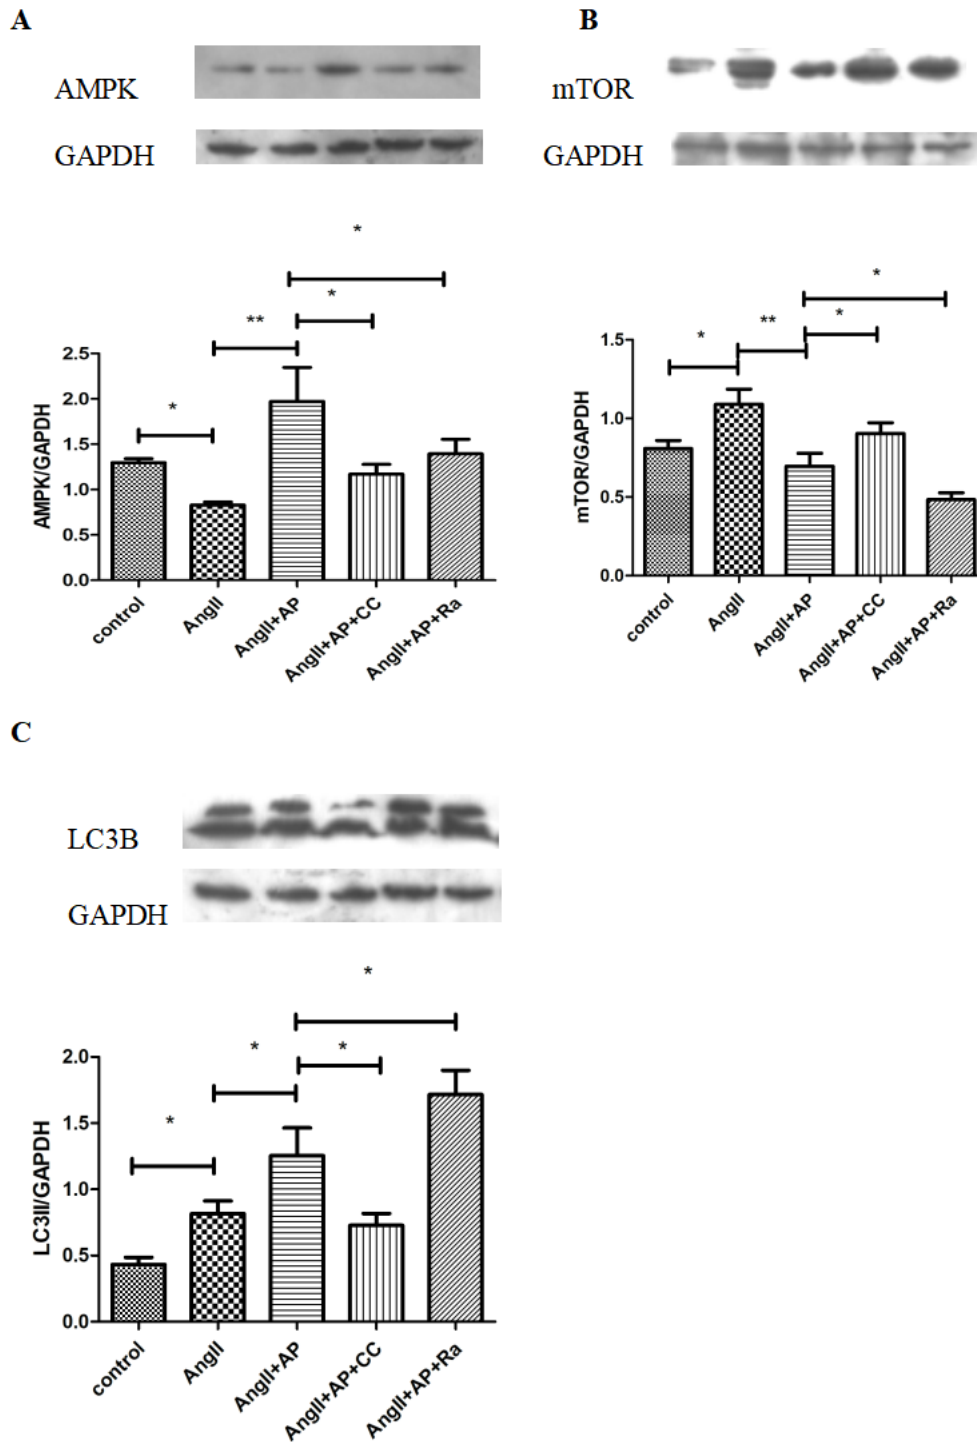 A
B
AMPK
mTOR
GAPDH
GAPDH
*
*
*
*
**
*
*
**
*
AMPK/GAPDH
2.5
2.0
1.5
1.0
0.5
0.0
control
AngII
AngII+AP
AngII+AP+CC
AngII+AP+Ra
*
mTOR/GAPDH
1.5
1.0
0.5
0.0
control
AngII
AngII+AP
AngII+AP+CC
AngII+AP+Ra
C
LC3B
GAPDH
*
*
*
*
LC3II/GAPDH
2.0
1.5
1.0
0.5
0.0
control
AngII
AngII+AP
AngII+AP+CC
AngII+AP+Ra